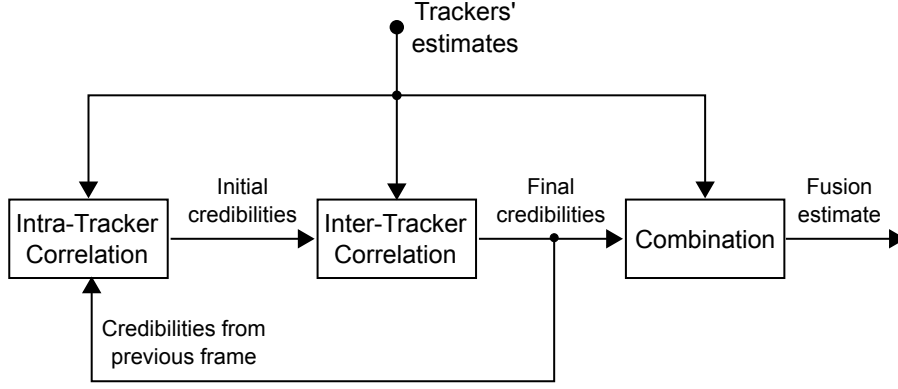 Trackers'
estimates
Initial
credibilities
Final
credibilities
Fusion
estimate
Intra-Tracker
Correlation
Inter-Tracker
Correlation
Combination
Credibilities from
previous frame